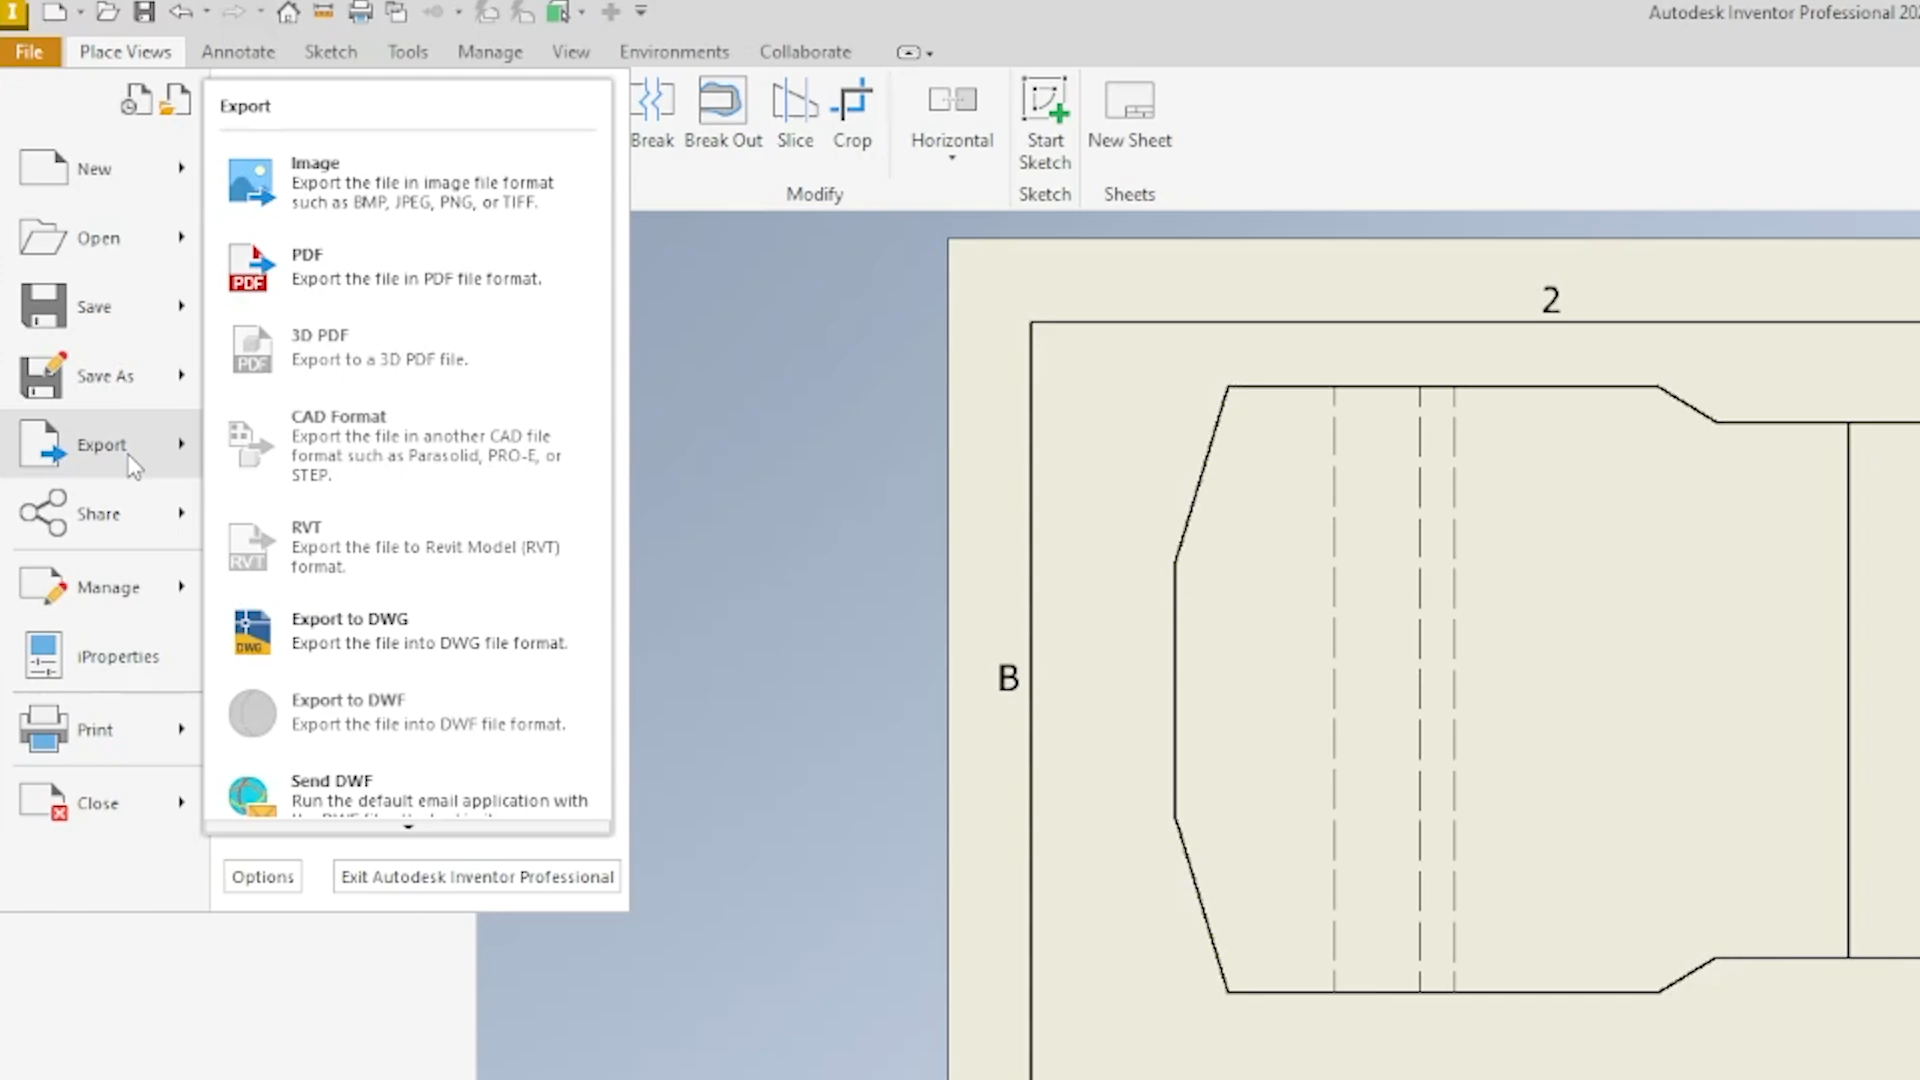 I
Autodesk Inventor Professional 202
File Place Views Annotate Sketch Tools Manage View Environments Collaborate
Export
Break Break Out Slice Crop Horizontal Start Sketch New Sheet
Modify Sketch Sheets
New
Open
Save
Save As
Export
Share
Manage
iProperties
Print
Close
Image
Export the file in image file format
such as BMP, JPEG, PNG, or TIFF.
PDF
PDF
Export the file in PDF file format.
3D PDF
PDF
Export to a 3D PDF file.
CAD Format
Export the file in another CAD file
format such as Parasolid, PRO-E, or
STEP.
RVT
RVT
Export the file to Revit Model (RVT)
format.
Export to DWG
DWG
Export the file into DWG file format.
Export to DWF
Export the file into DWF file format.
Send DWF
Run the default email application with
Options Exit Autodesk Inventor Professional
2
B